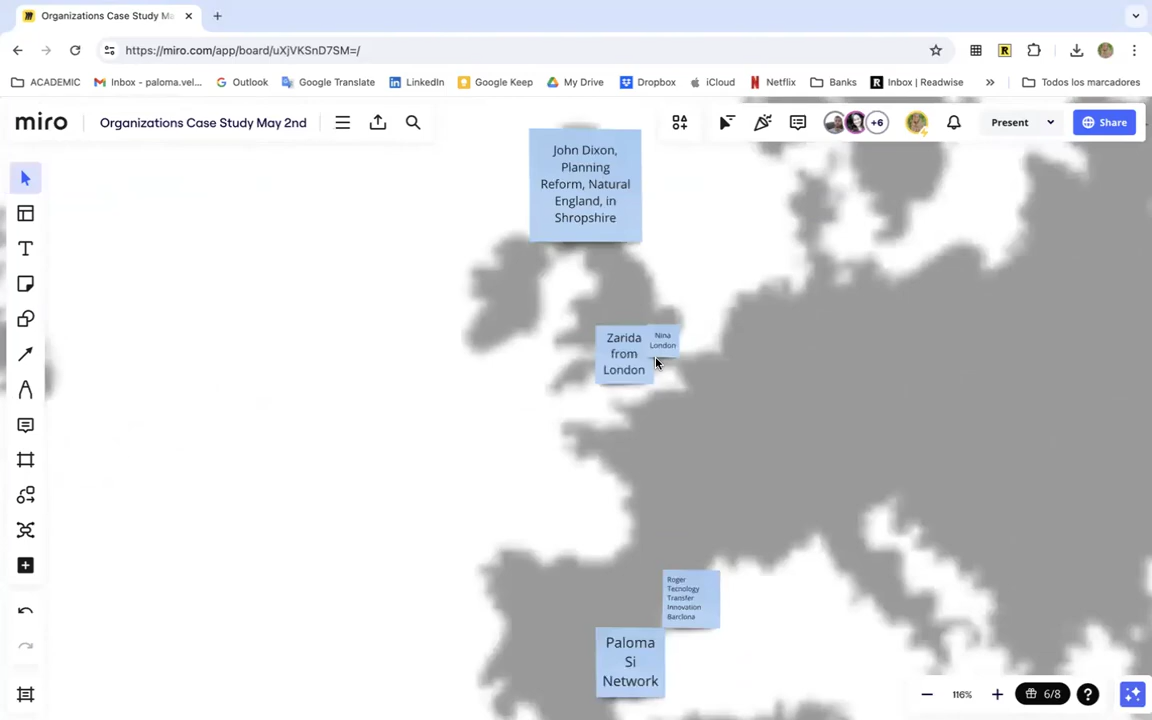 Organizations Case Study Ma
https://miro.com/app/board/uXjVKSnD7SM=/
ACADEMIC
Inbox - paloma.vel...
Outlook
Google Translate
LinkedIn
Google Keep
My Drive
Dropbox
iCloud
Netflix
Banks
Inbox | Readwise
Todos los marcadores
miro
Organizations Case Study May 2nd
+6
Present
Share
John Dixon,
Planning
Reform, Natural
England, in
Shropshire
Zarida
from
London
Nina
London
Roger
Tecnology
Transfer
Innovation
Barclona
Paloma
Si
Network
116%
6/8